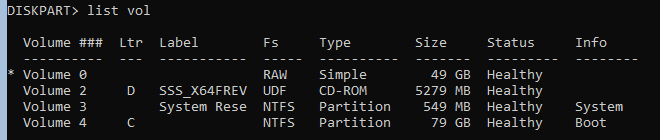 DISKPART> list vol
Volume ### Ltr Label Fs Type Size Status Info
---------- --- ----------- ----- ---------- ------- --------- --------
* Volume 0 RAW Simple 49 GB Healthy
Volume 2 D SSS_X64FREV UDF CD-ROM 5279 MB Healthy
Volume 3 System Rese NTFS Partition 549 MB Healthy System
Volume 4 C NTFS Partition 79 GB Healthy Boot